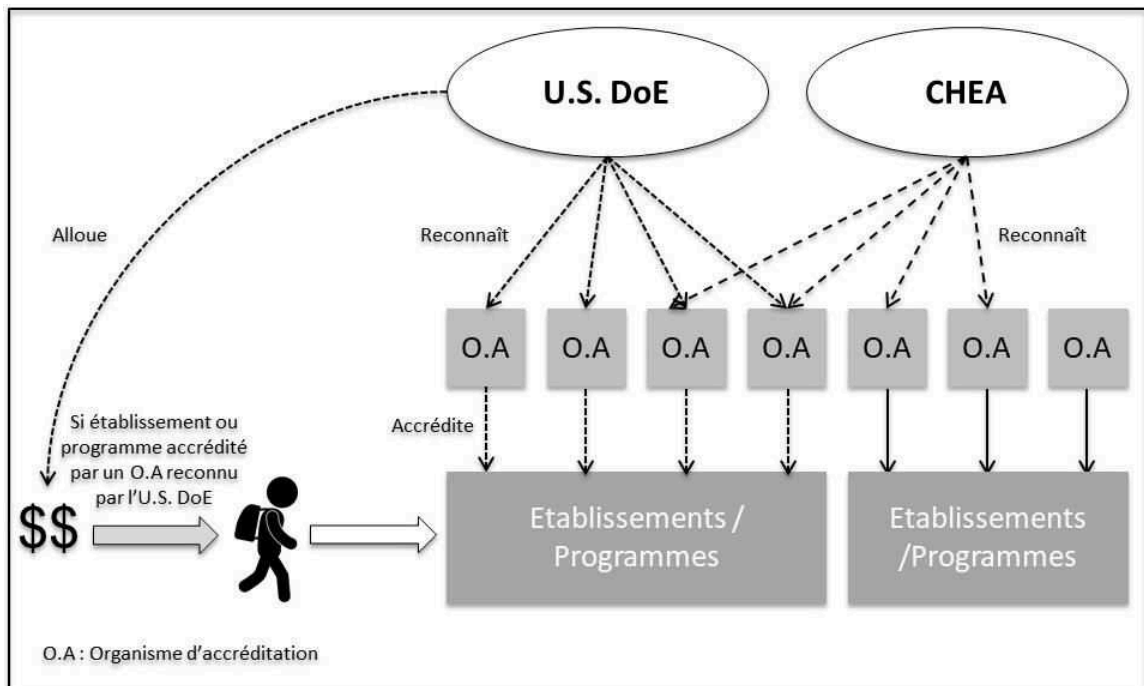 U.S. DoE
CHEA
Alloue
Reconnaît
Reconnaît
O.A
O.A
O.A
O.A
O.A
O.A
O.A
Accrédite
Si établissement ou
programme accrédité
par un O.A reconnu
par l'U.S. DoE
$$
Etablissements /
Programmes
Etablissements
/Programmes
O.A : Organisme d'accréditation